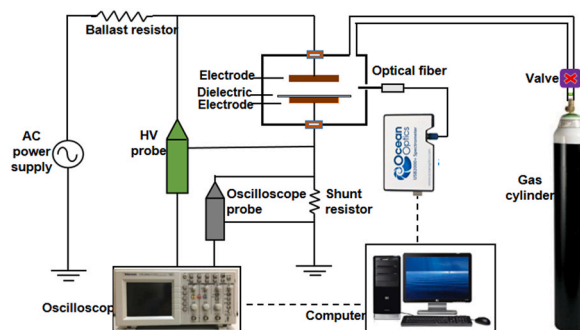 Ballast resistor
Electrode
Dielectric
Electrode
Optical fiber
Valve
AC
power
supply
HV
probe
Ocean
Optics
Gas
cylinder
Oscilloscope
probe
Shunt
resistor
Oscilloscop
Computer